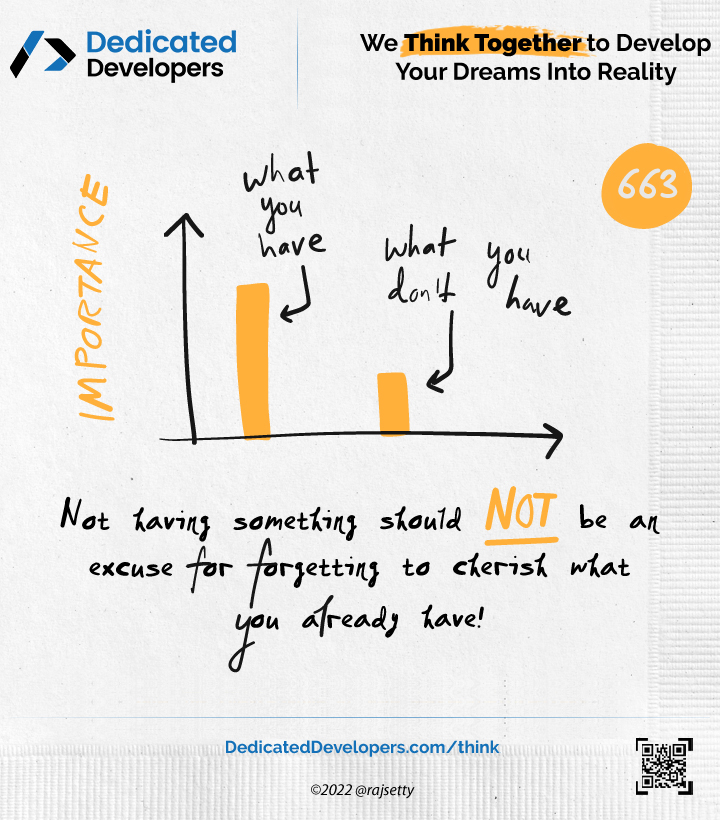 Dedicated
Developers
We Think Together to Develop
Your Dreams Into Reality
663
IMPORTANCE
what
you
have
what you
don't have
Not having something should NOT be an
excuse for forgetting to cherish what
you already have!
DedicatedDevelopers.com/think
©2022 @rajsetty